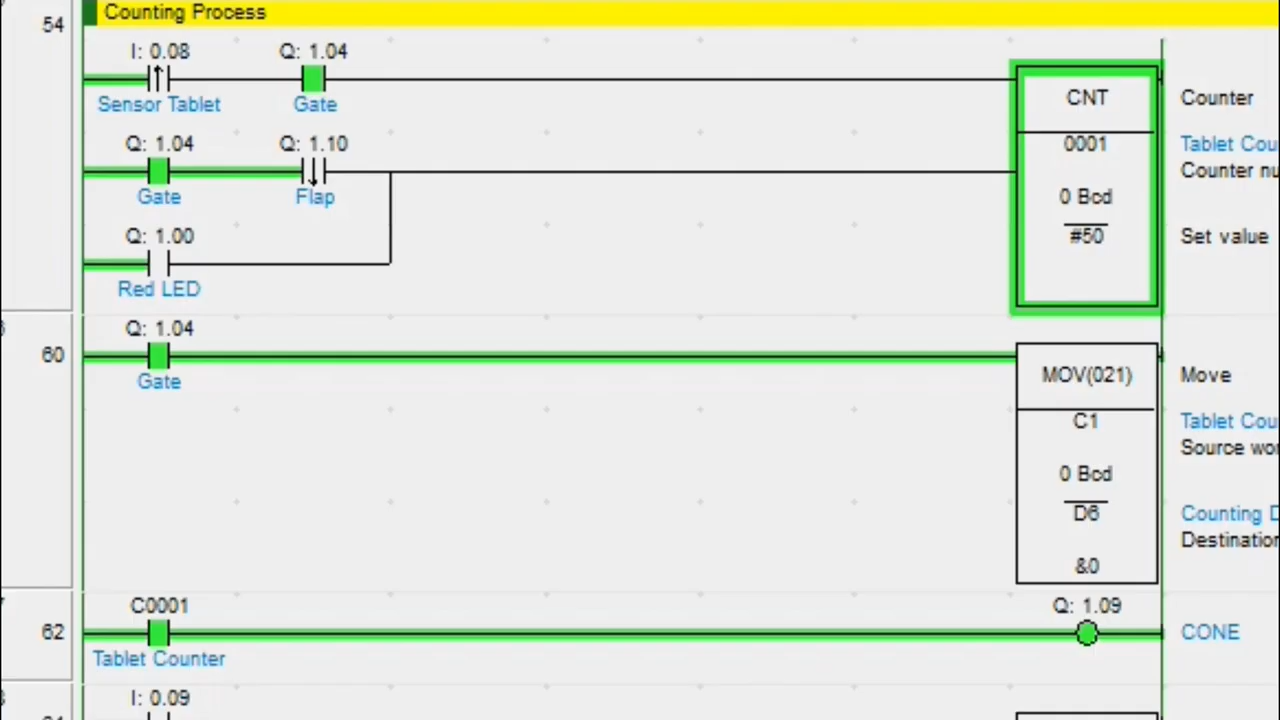 Counting Process
54
I: 0.08 Q: 1.04
Sensor Tablet Gate
CNT Counter
Q: 1.04 Q: 1.10
0001 Tablet Cou
Counter nu
Gate Flap
0 Bcd
Q: 1.00
#50 Set value
Red LED
Q: 1.04
60
Gate
MOV(021) Move
C1 Tablet Cou
Source wo
0 Bcd
D6 Counting D
Destination
&0
C0001 Q: 1.09
62 CONE
Tablet Counter
I: 0.09